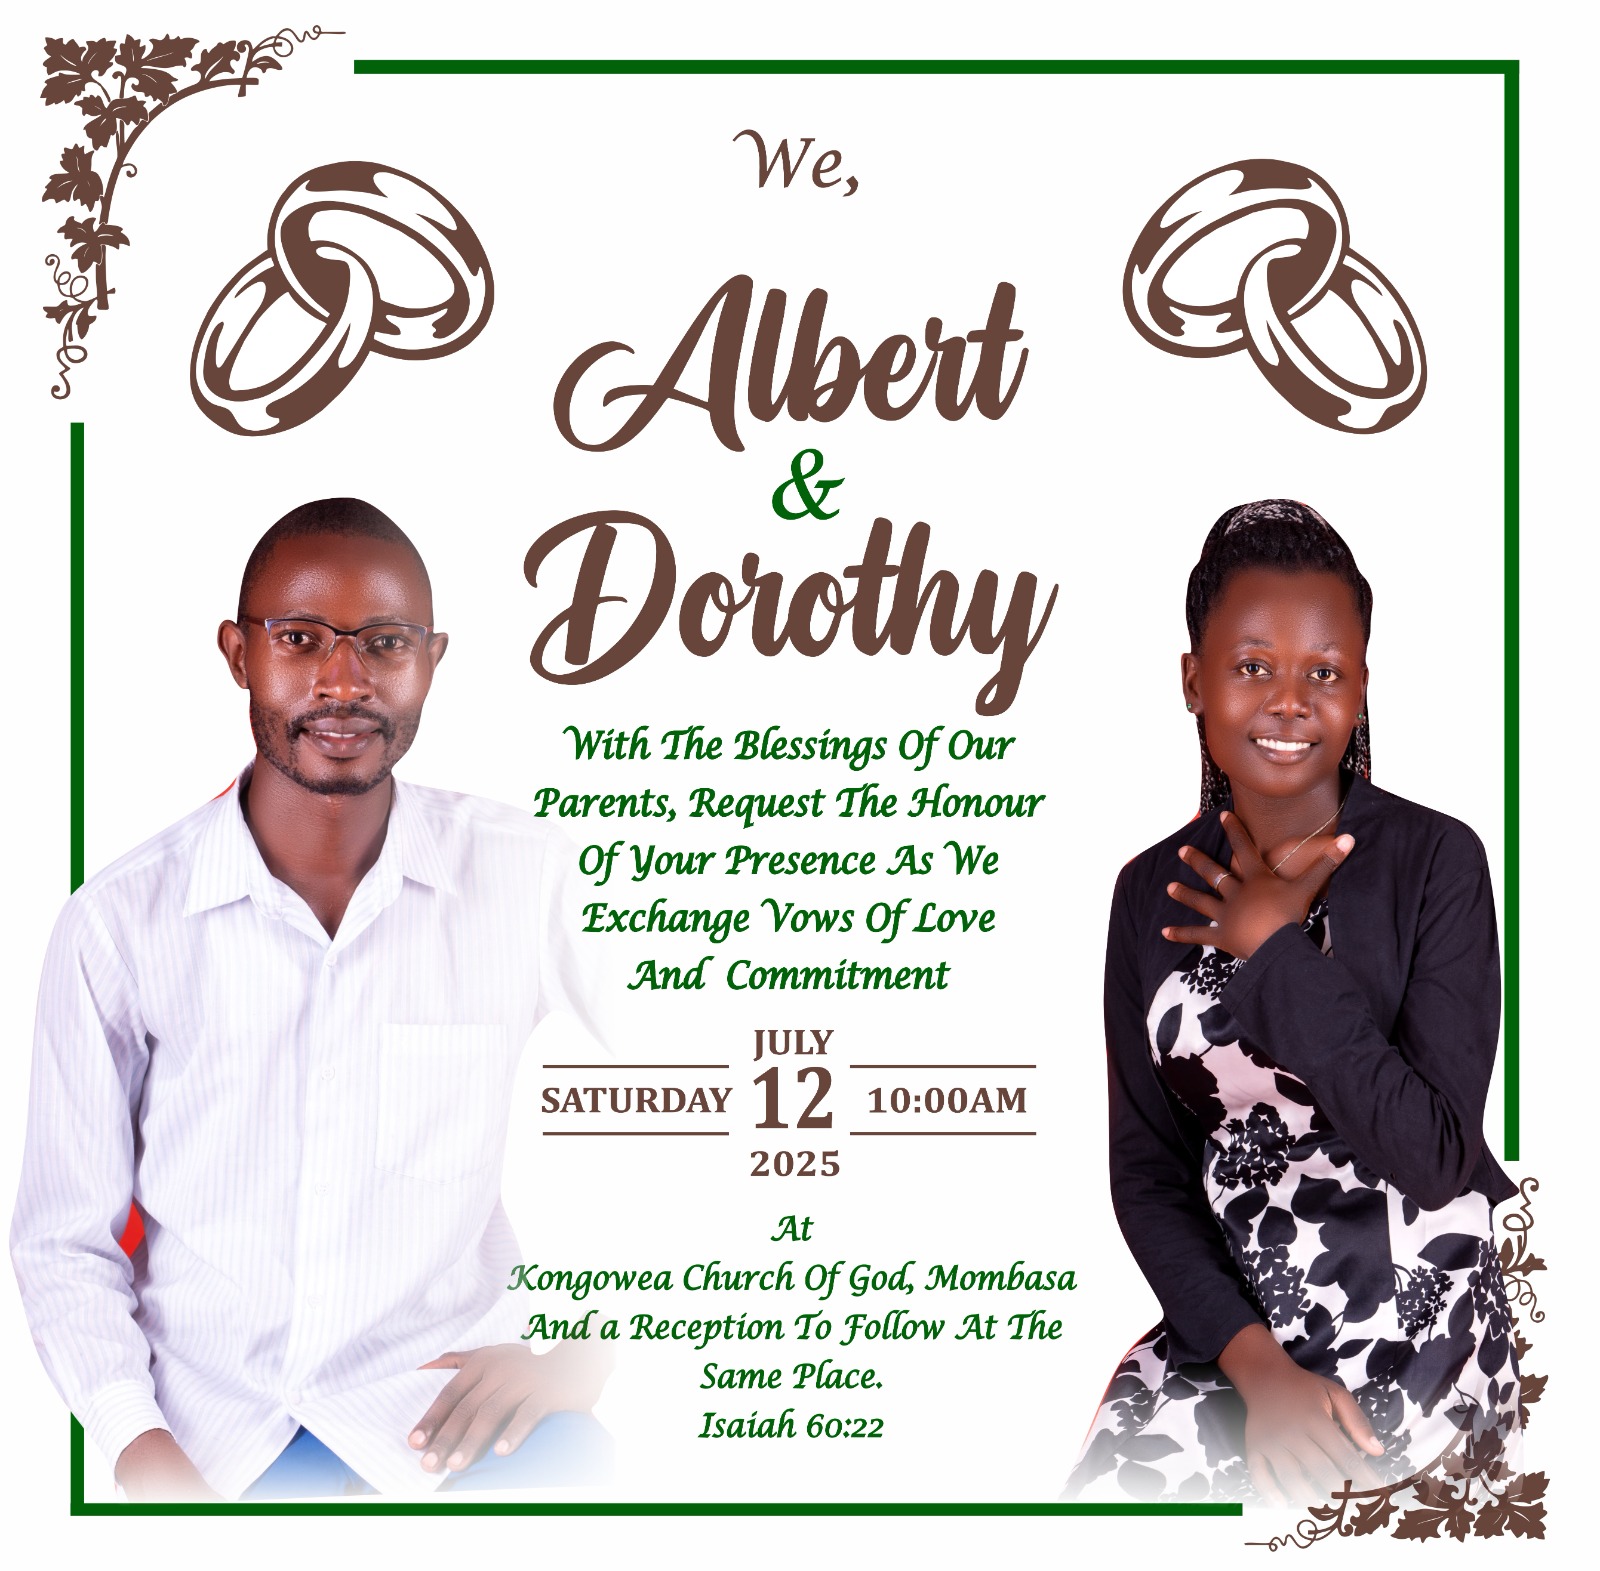 We,
Albert
&
Dorothy
With The Blessings Of Our
Parents, Request The Honour
Of Your Presence As We
Exchange Vows Of Love
And Commitment
JULY
SATURDAY 12 10:00AM
2025
At
Kongowea Church Of God, Mombasa
And a Reception To Follow At The
Same Place.
Isaiah 60:22